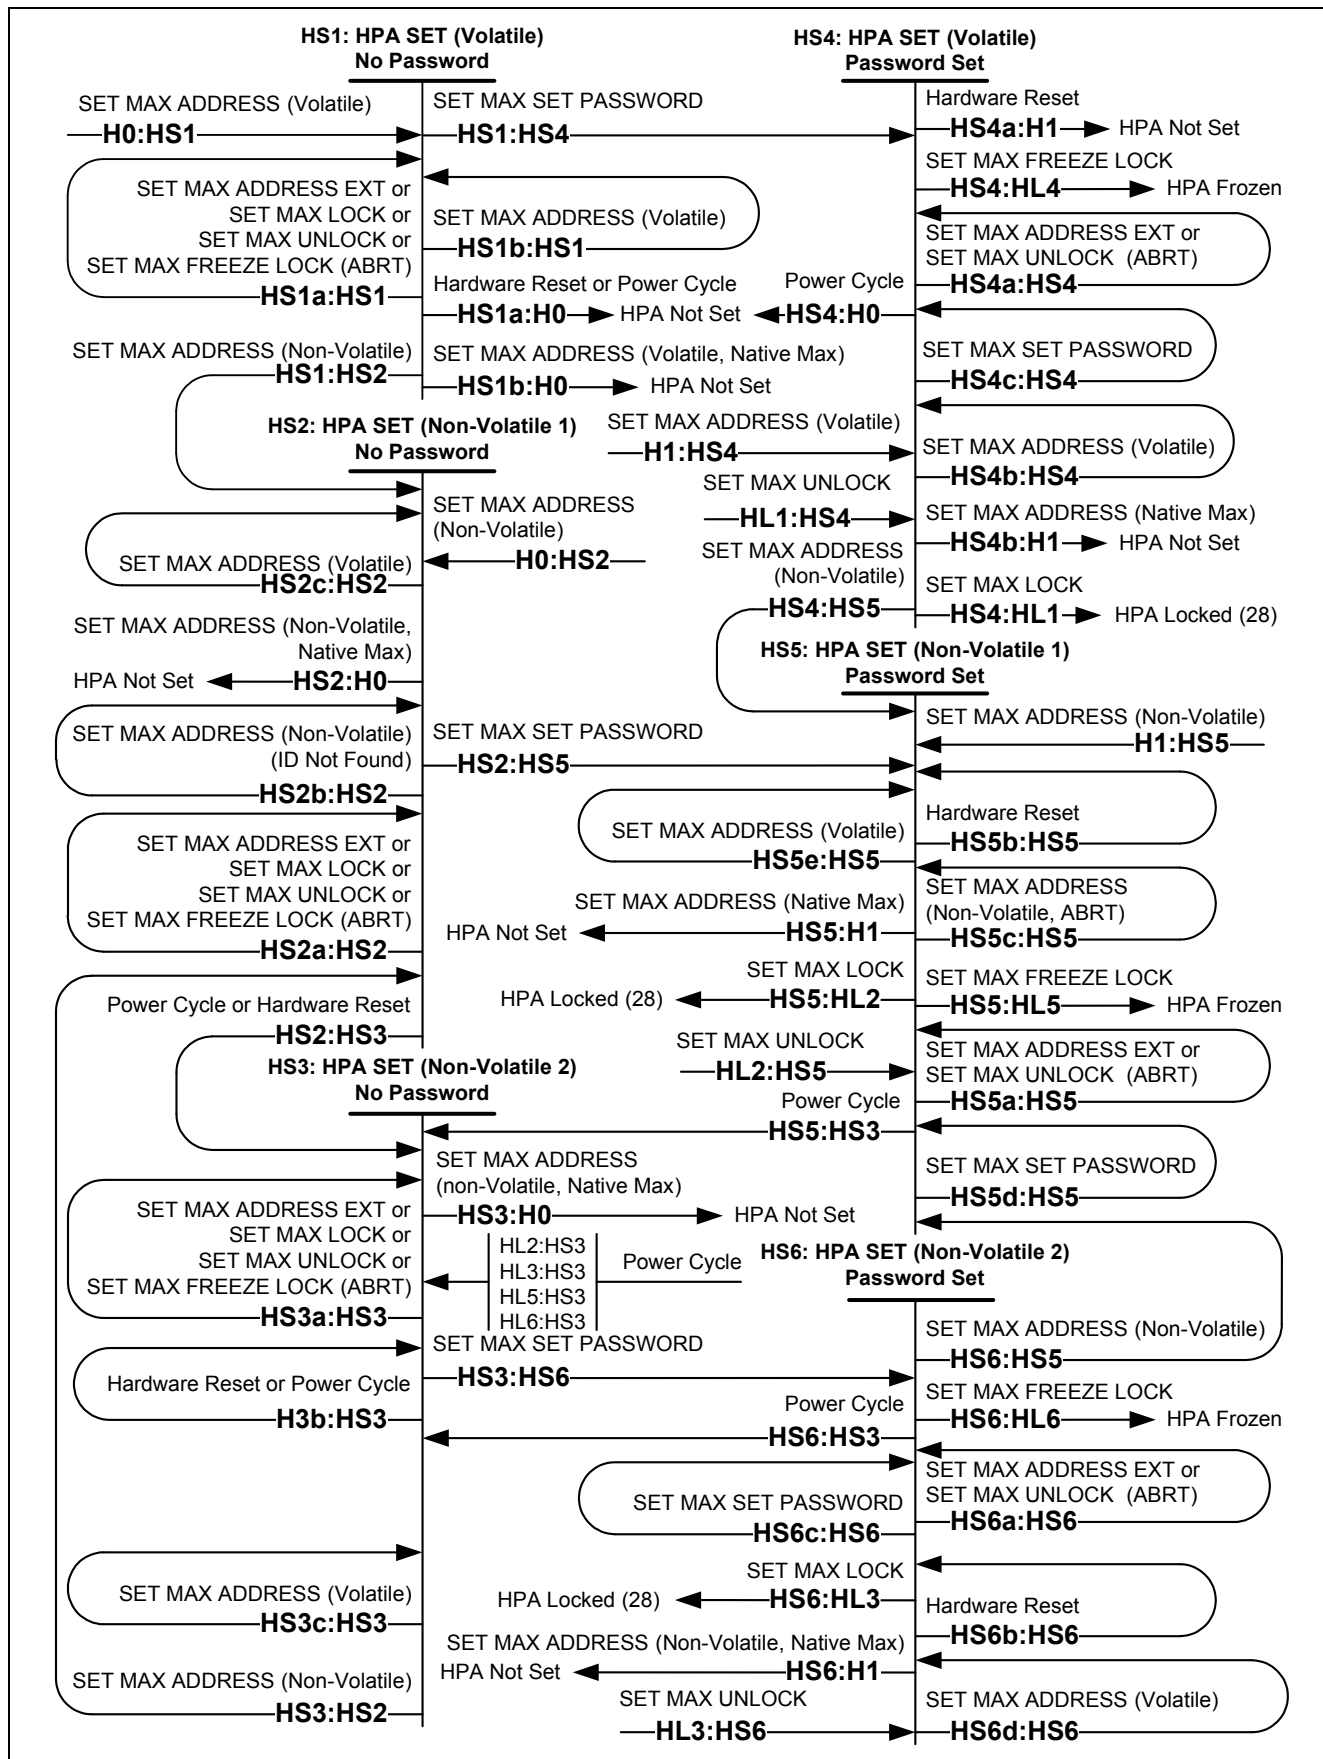 HS1: HPA SET (Volatile)
No Password
SET MAX ADDRESS (Volatile)
H0:HS1
SET MAX SET PASSWORD
HS1:HS4
SET MAX ADDRESS EXT or
SET MAX LOCK or
SET MAX UNLOCK or
SET MAX FREEZE LOCK (ABRT)
HS1a:HS1
SET MAX ADDRESS (Volatile)
HS1b:HS1
Hardware Reset or Power Cycle
HS1a:H0
HPA Not Set
SET MAX ADDRESS (Non-Volatile)
HS1:HS2
SET MAX ADDRESS (Volatile, Native Max)
HS1b:H0
HPA Not Set
HS2: HPA SET (Non-Volatile 1)
No Password
SET MAX ADDRESS
(Non-Volatile)
H0:HS2
SET MAX ADDRESS (Volatile)
HS2c:HS2
SET MAX ADDRESS (Non-Volatile,
Native Max)
HPA Not Set
HS2:H0
SET MAX ADDRESS (Non-Volatile)
(ID Not Found)
HS2b:HS2
SET MAX SET PASSWORD
HS2:HS5
SET MAX ADDRESS EXT or
SET MAX LOCK or
SET MAX UNLOCK or
SET MAX FREEZE LOCK (ABRT)
HS2a:HS2
Power Cycle or Hardware Reset
HS2:HS3
HS3: HPA SET (Non-Volatile 2)
No Password
SET MAX ADDRESS
(non-Volatile, Native Max)
HS3:H0
HPA Not Set
SET MAX ADDRESS EXT or
SET MAX LOCK or
SET MAX UNLOCK or
SET MAX FREEZE LOCK (ABRT)
HS3a:HS3
HL2:HS3
HL3:HS3
HL5:HS3
HL6:HS3
Power Cycle
SET MAX SET PASSWORD
HS3:HS6
Hardware Reset or Power Cycle
H3b:HS3
SET MAX ADDRESS (Volatile)
HS3c:HS3
SET MAX ADDRESS (Non-Volatile)
HS3:HS2
HS4: HPA SET (Volatile)
Password Set
Hardware Reset
HS4a:H1
HPA Not Set
SET MAX FREEZE LOCK
HS4:HL4
HPA Frozen
SET MAX ADDRESS EXT or
SET MAX UNLOCK (ABRT)
HS4a:HS4
Power Cycle
HS4:H0
SET MAX SET PASSWORD
HS4c:HS4
SET MAX ADDRESS (Volatile)
H1:HS4
SET MAX ADDRESS (Volatile)
HS4b:HS4
SET MAX UNLOCK
HL1:HS4
SET MAX ADDRESS (Native Max)
HS4b:H1
HPA Not Set
SET MAX ADDRESS
(Non-Volatile)
HS4:HS5
SET MAX LOCK
HS4:HL1
HPA Locked (28)
HS5: HPA SET (Non-Volatile 1)
Password Set
SET MAX ADDRESS (Non-Volatile)
H1:HS5
Hardware Reset
HS5b:HS5
SET MAX ADDRESS (Volatile)
HS5e:HS5
SET MAX ADDRESS
(Non-Volatile, ABRT)
HS5c:HS5
SET MAX ADDRESS (Native Max)
HPA Not Set
HS5:H1
SET MAX LOCK
HPA Locked (28)
HS5:HL2
SET MAX FREEZE LOCK
HS5:HL5
HPA Frozen
SET MAX UNLOCK
HL2:HS5
SET MAX ADDRESS EXT or
SET MAX UNLOCK (ABRT)
HS5a:HS5
Power Cycle
HS5:HS3
SET MAX SET PASSWORD
HS5d:HS5
HS6: HPA SET (Non-Volatile 2)
Password Set
SET MAX ADDRESS (Non-Volatile)
HS6:HS5
SET MAX FREEZE LOCK
HS6:HL6
HPA Frozen
Power Cycle
HS6:HS3
SET MAX ADDRESS EXT or
SET MAX UNLOCK (ABRT)
HS6a:HS6
SET MAX SET PASSWORD
HS6c:HS6
SET MAX LOCK
HPA Locked (28)
HS6:HL3
Hardware Reset
HS6b:HS6
SET MAX ADDRESS (Non-Volatile, Native Max)
HPA Not Set
HS6:H1
SET MAX UNLOCK
HL3:HS6
SET MAX ADDRESS (Volatile)
HS6d:HS6